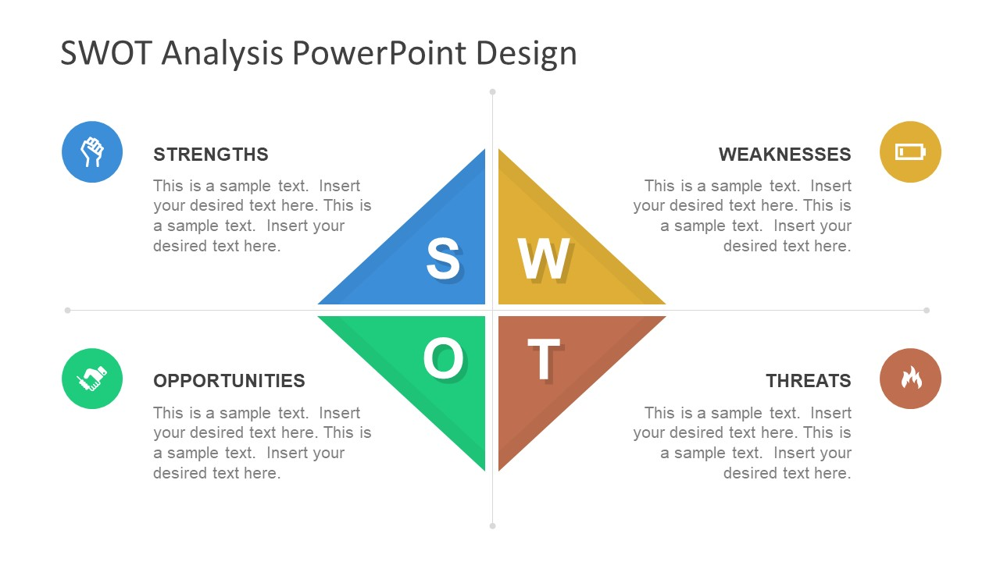 SWOT Analysis PowerPoint Design
STRENGTHS
This is a sample text.  Insert
your desired text here. This is
a sample text.  Insert your
desired text here.
WEAKNESSES
This is a sample text.  Insert
your desired text here. This is
a sample text.  Insert your
desired text here.
S
W
O
T
OPPORTUNITIES
This is a sample text.  Insert
your desired text here. This is
a sample text.  Insert your
desired text here.
THREATS
This is a sample text.  Insert
your desired text here. This is
a sample text.  Insert your
desired text here.